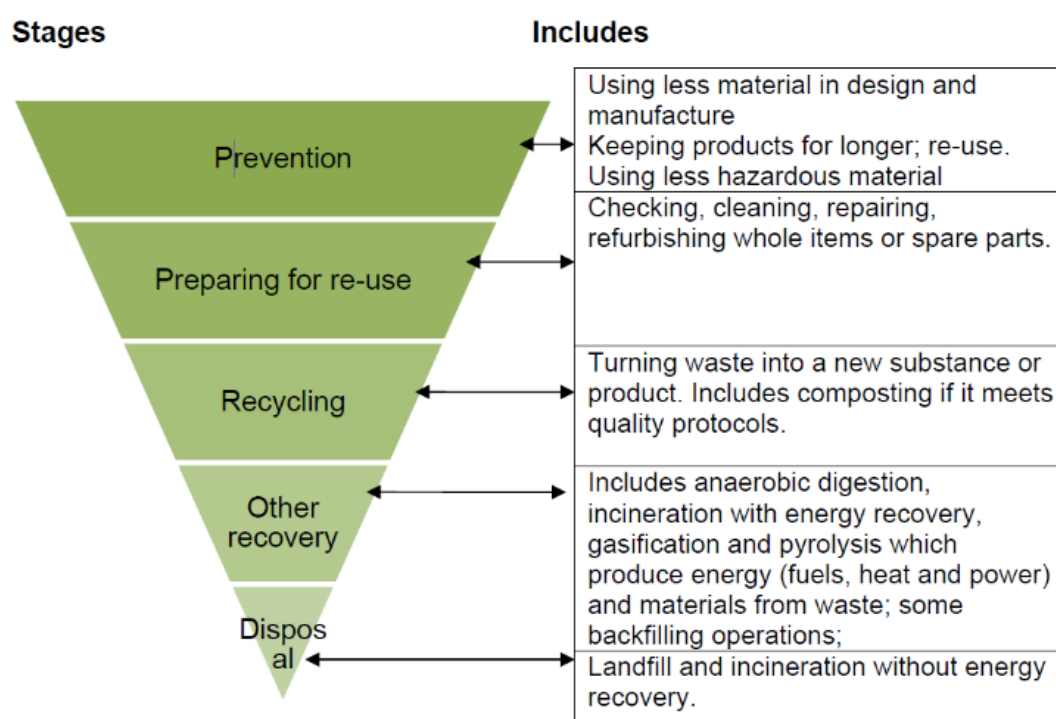 Stages
Includes
Prevention
Using less material in design and
manufacture
Keeping products for longer; re-use.
Using less hazardous material
Preparing for re-use
Checking, cleaning, repairing,
refurbishing whole items or spare parts.
Recycling
Turning waste into a new substance or
product. Includes composting if it meets
quality protocols.
Other
recovery
Includes anaerobic digestion,
incineration with energy recovery,
gasification and pyrolysis which
produce energy (fuels, heat and power)
and materials from waste; some
backfilling operations;
Dispos
al
Landfill and incineration without energy
recovery.